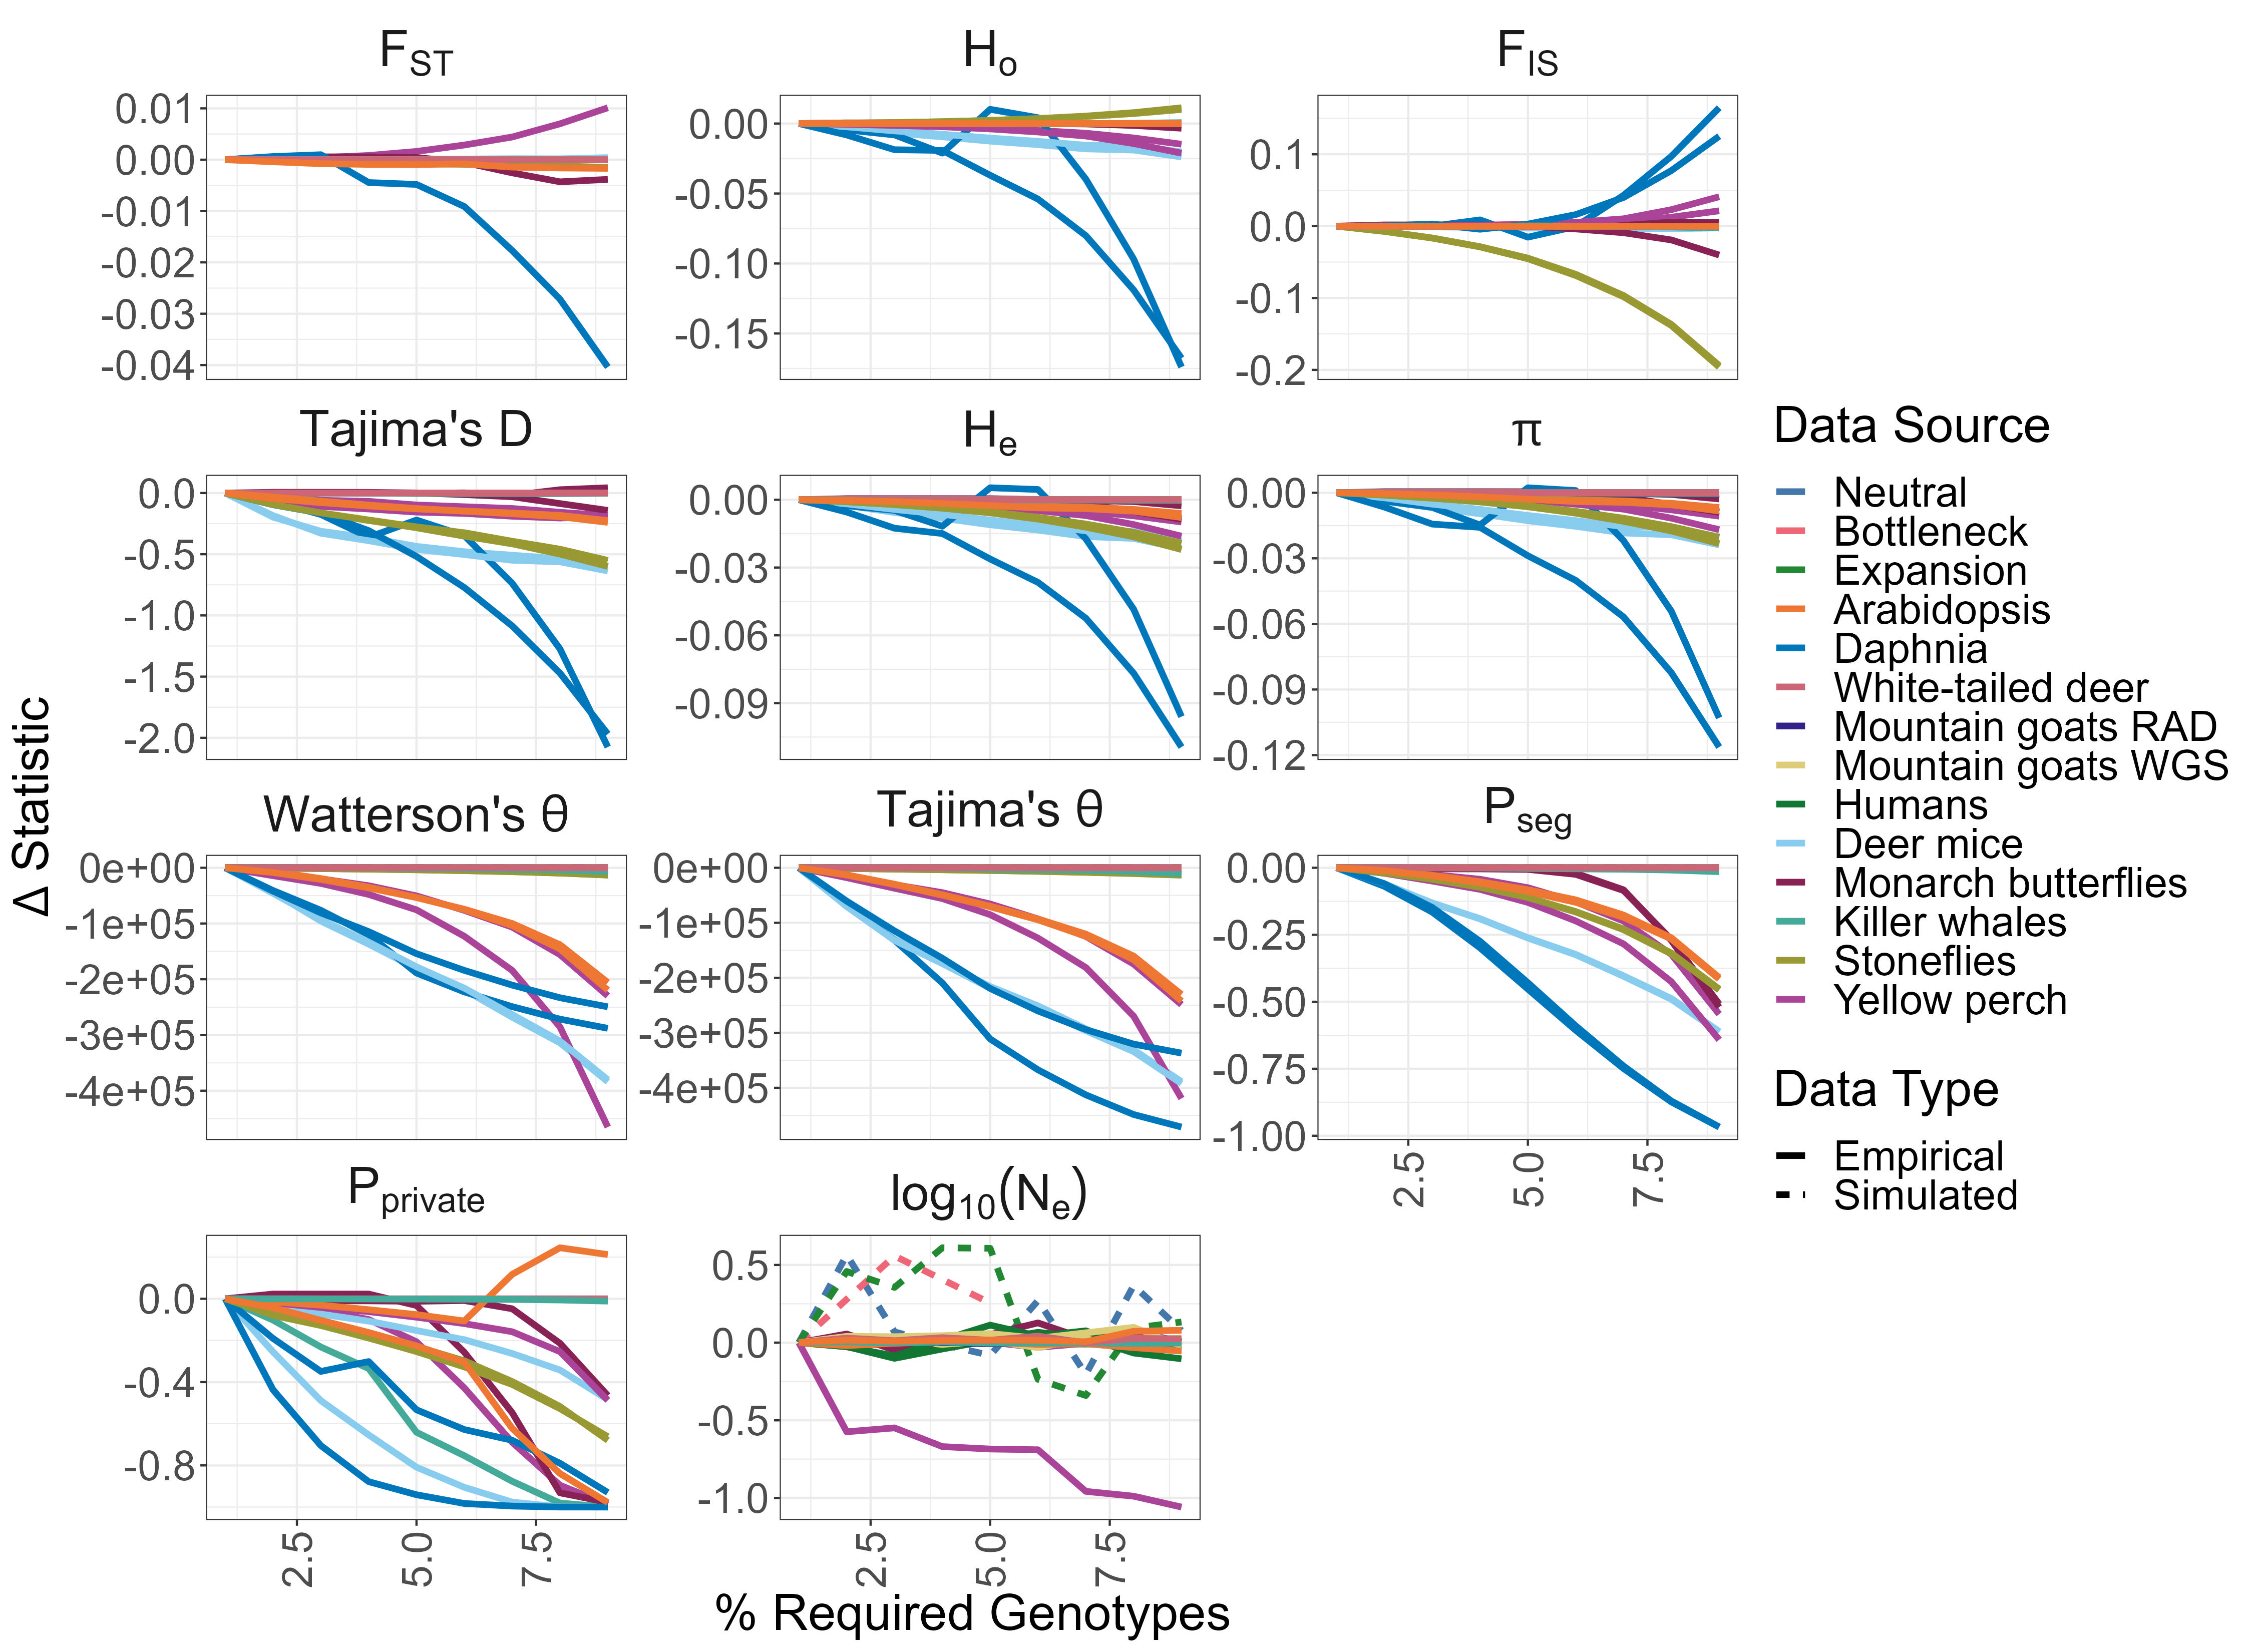 F_ST
H_o
F_IS
0.01
0.00
-0.01
-0.02
-0.03
-0.04
0.00
-0.05
-0.10
-0.15
0.1
0.0
-0.1
-0.2
Tajima's D
H_e
π
0.0
-0.5
-1.0
-1.5
-2.0
0.00
-0.03
-0.06
-0.09
0.00
-0.03
-0.06
-0.09
-0.12
Watterson's θ
Tajima's θ
P_seg
0e+00
-1e+05
-2e+05
-3e+05
-4e+05
0e+00
-1e+05
-2e+05
-3e+05
-4e+05
0.00
-0.25
-0.50
-0.75
-1.00
2.5
5.0
7.5
P_private
log_10(N_e)
0.0
-0.4
-0.8
2.5
5.0
7.5
0.5
0.0
-0.5
-1.0
2.5
5.0
7.5
Δ Statistic
% Required Genotypes
Data Source
Neutral
Bottleneck
Expansion
Arabidopsis
Daphnia
White-tailed deer
Mountain goats RAD
Mountain goats WGS
Humans
Deer mice
Monarch butterflies
Killer whales
Stoneflies
Yellow perch
Data Type
Empirical
Simulated